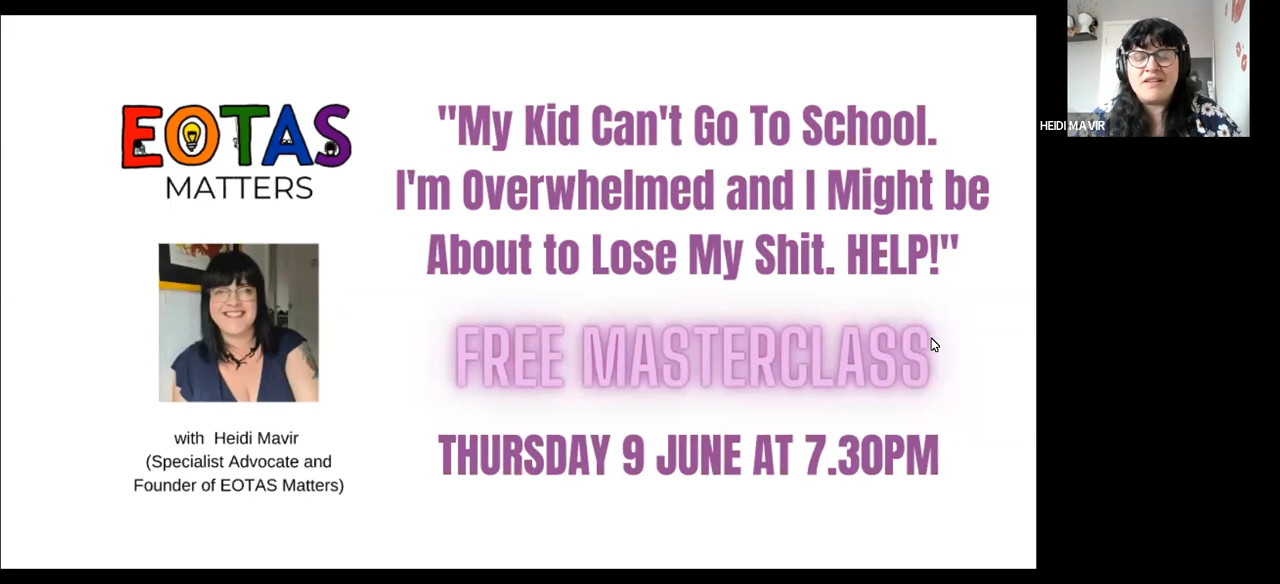 EOTAS
MATTERS
"My Kid Can't Go To School.
I'm Overwhelmed and I Might be
About to Lose My Shit. HELP!"
FREE MASTERCLASS
THURSDAY 9 JUNE AT 7.30PM
with Heidi Mavir
(Specialist Advocate and
Founder of EOTAS Matters)
HEIDI MAVIR